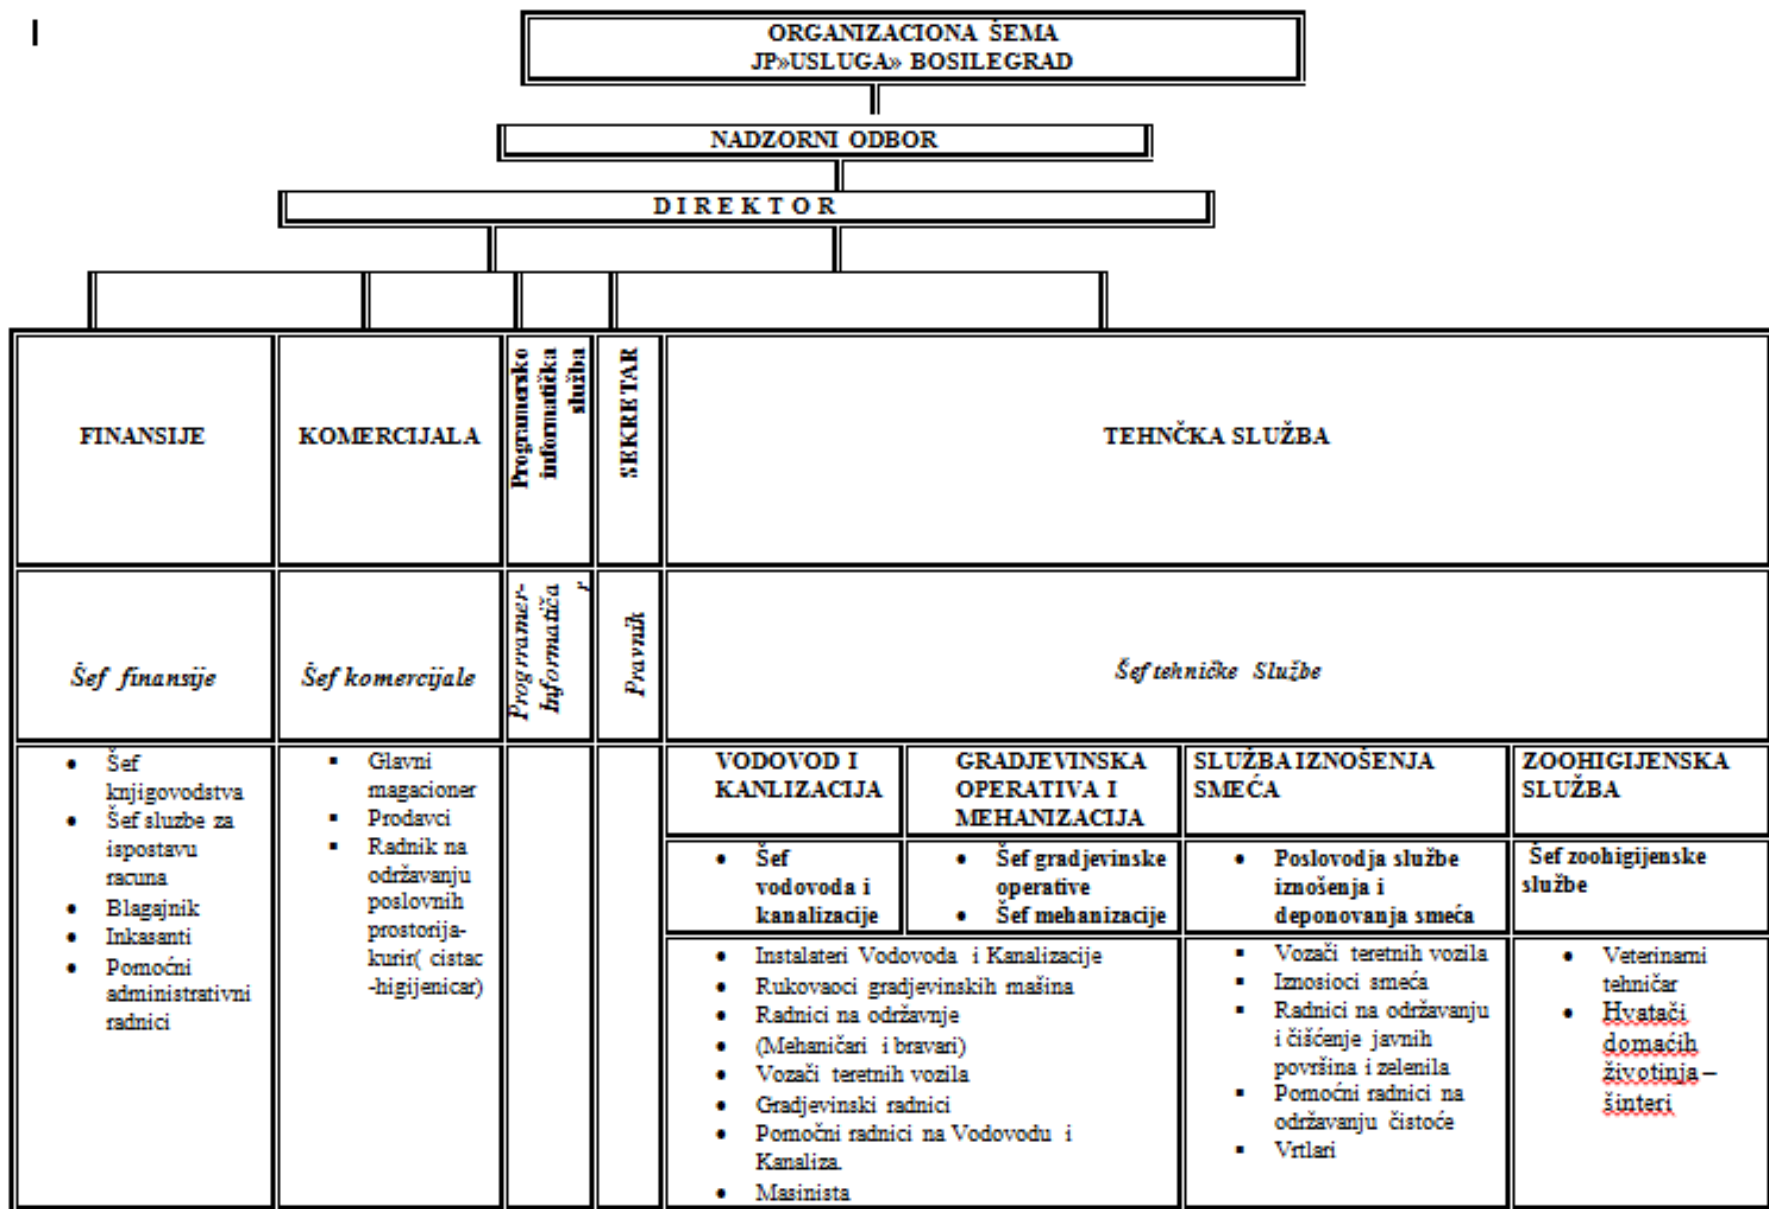 ORGANIZACIONA ŠEMA
JP»USLUGA» BOSILEGRAD
NADZORNI ODBOR
D I R E K T O R
FINANSIJE
KOMERCIJALA
Programersko
informatička
služba
SEKRETAR
TEHNČKA SLUŽBA
Šef finansije
Šef komercijale
Progrramer-
Informatiča
r
Pravnik
Šef tehničke Službe
• Šef
knjigovodstva
• Šef sluzbe za
ispostavu
racuna
• Blagajnik
• Inkasanti
• Pomoćni
administrativni
radnici
▪ Glavni
magacioner
▪ Prodavci
▪ Radnik na
održavanju
poslovnih
prostorija-
kurir( cistac
-higijenicar)
VODOVOD I
KANLIZACIJA
GRADJEVINSKA
OPERATIVA I
MEHANIZACIJA
SLUŽBA IZNOŠENJA
SMEĆA
ZOOHIGIJENSKA
SLUŽBA
• Šef
vodovoda i
kanalizacije
• Šef gradjevinske
operative
• Šef mehanizacije
• Poslovodja službe
iznošenja i
deponovanja smeća
Šef zoohigijenske
službe
• Instalateri Vodovoda i Kanalizacije
• Rukovaoci gradjevinskih mašina
• Radnici na održavnje
• (Mehaničari i bravari)
• Vozači teretnih vozila
• Gradjevinski radnici
• Pomočni radnici na Vodovodu i
Kanaliza.
• Masinista
▪ Vozači teretnih vozila
▪ Iznosioci smeća
▪ Radnici na održavanju
i čišćenje javnih
površina i zelenila
▪ Pomoćni radnici na
održavanju čistoće
▪ Vrtlari
• Veterinarni
tehničar
• Hvatači
domaćih
životinja –
šinteri